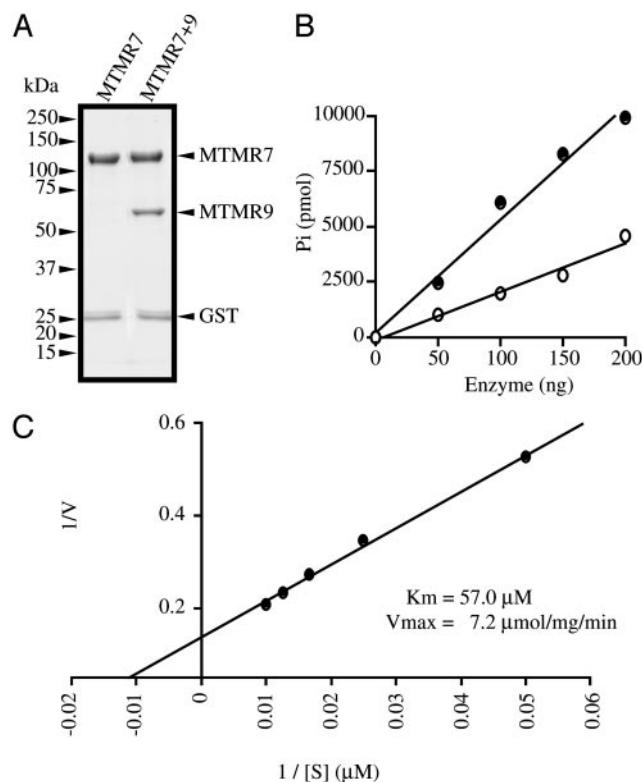 A
MTMR7
MTMR7+9
kDa
250
150
100
75
50
37
25
20
15
MTMR7
MTMR9
GST
B
10000
7500
5000
2500
0
Pi (pmol)
0 50 100 150 200
Enzyme (ng)
C
0.6
0.4
0.2
1/V
Km = 57.0 μM
Vmax = 7.2 μmol/mg/min
-0.02 -0.01 0 0.01 0.02 0.03 0.04 0.05 0.06
1 / [S] (μM)